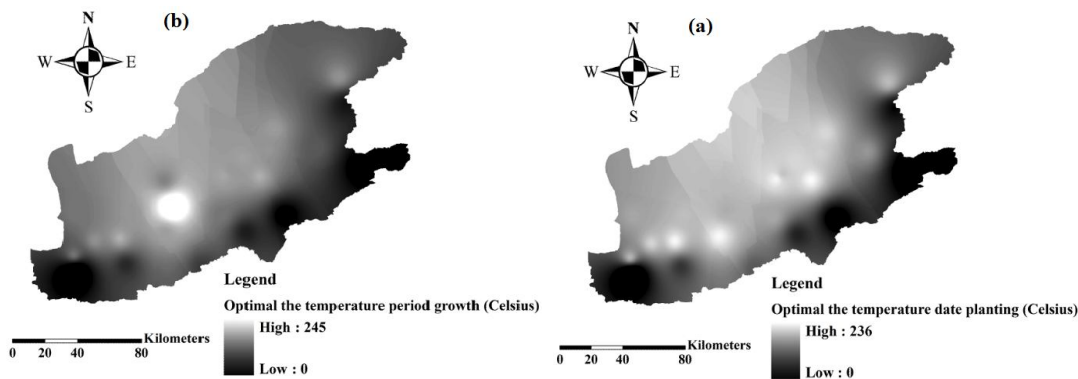 (b)
N
W
E
S
Legend
Optimal the temperature period growth (Celsius)
High : 245
Low : 0
Kilometers
0 20 40 80
(a)
N
W
E
S
Legend
Optimal the temperature date planting (Celsius)
High : 236
Low : 0
Kilometers
0 20 40 80